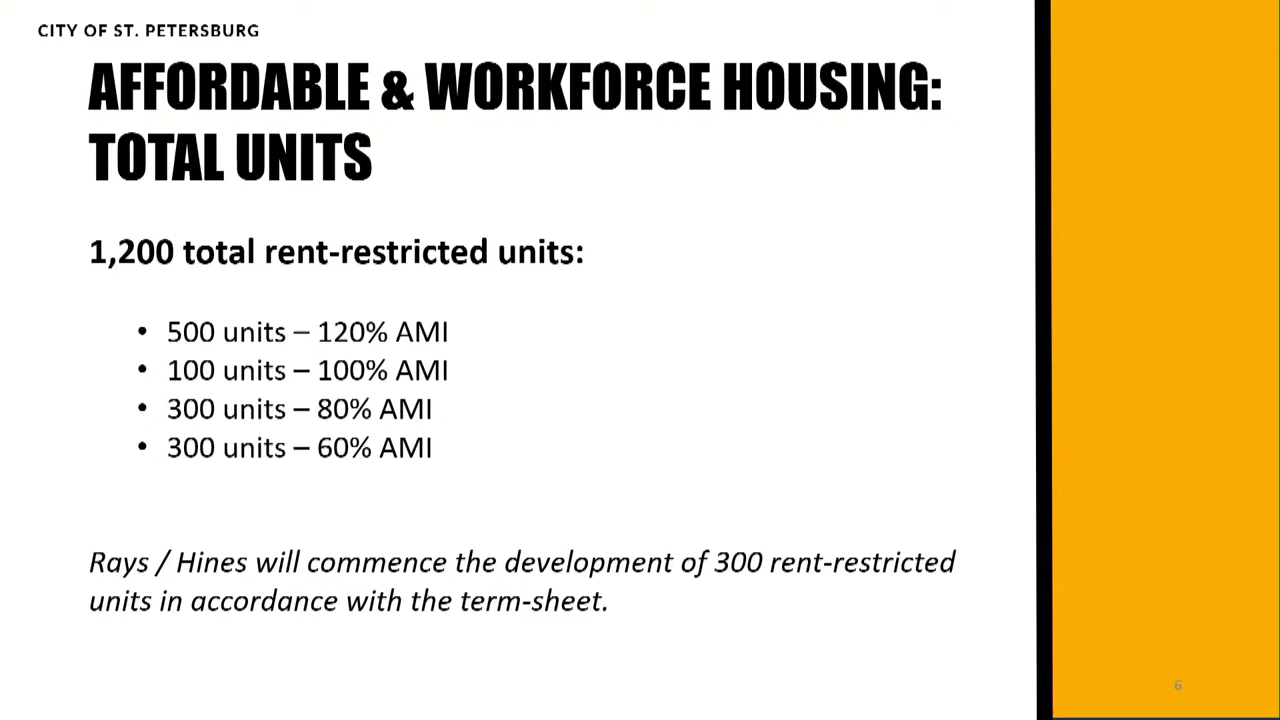 CITY OF ST. PETERSBURG
AFFORDABLE & WORKFORCE HOUSING:
TOTAL UNITS
1,200 total rent-restricted units:
• 500 units – 120% AMI
• 100 units – 100% AMI
• 300 units – 80% AMI
• 300 units – 60% AMI
Rays / Hines will commence the development of 300 rent-restricted
units in accordance with the term-sheet.
6